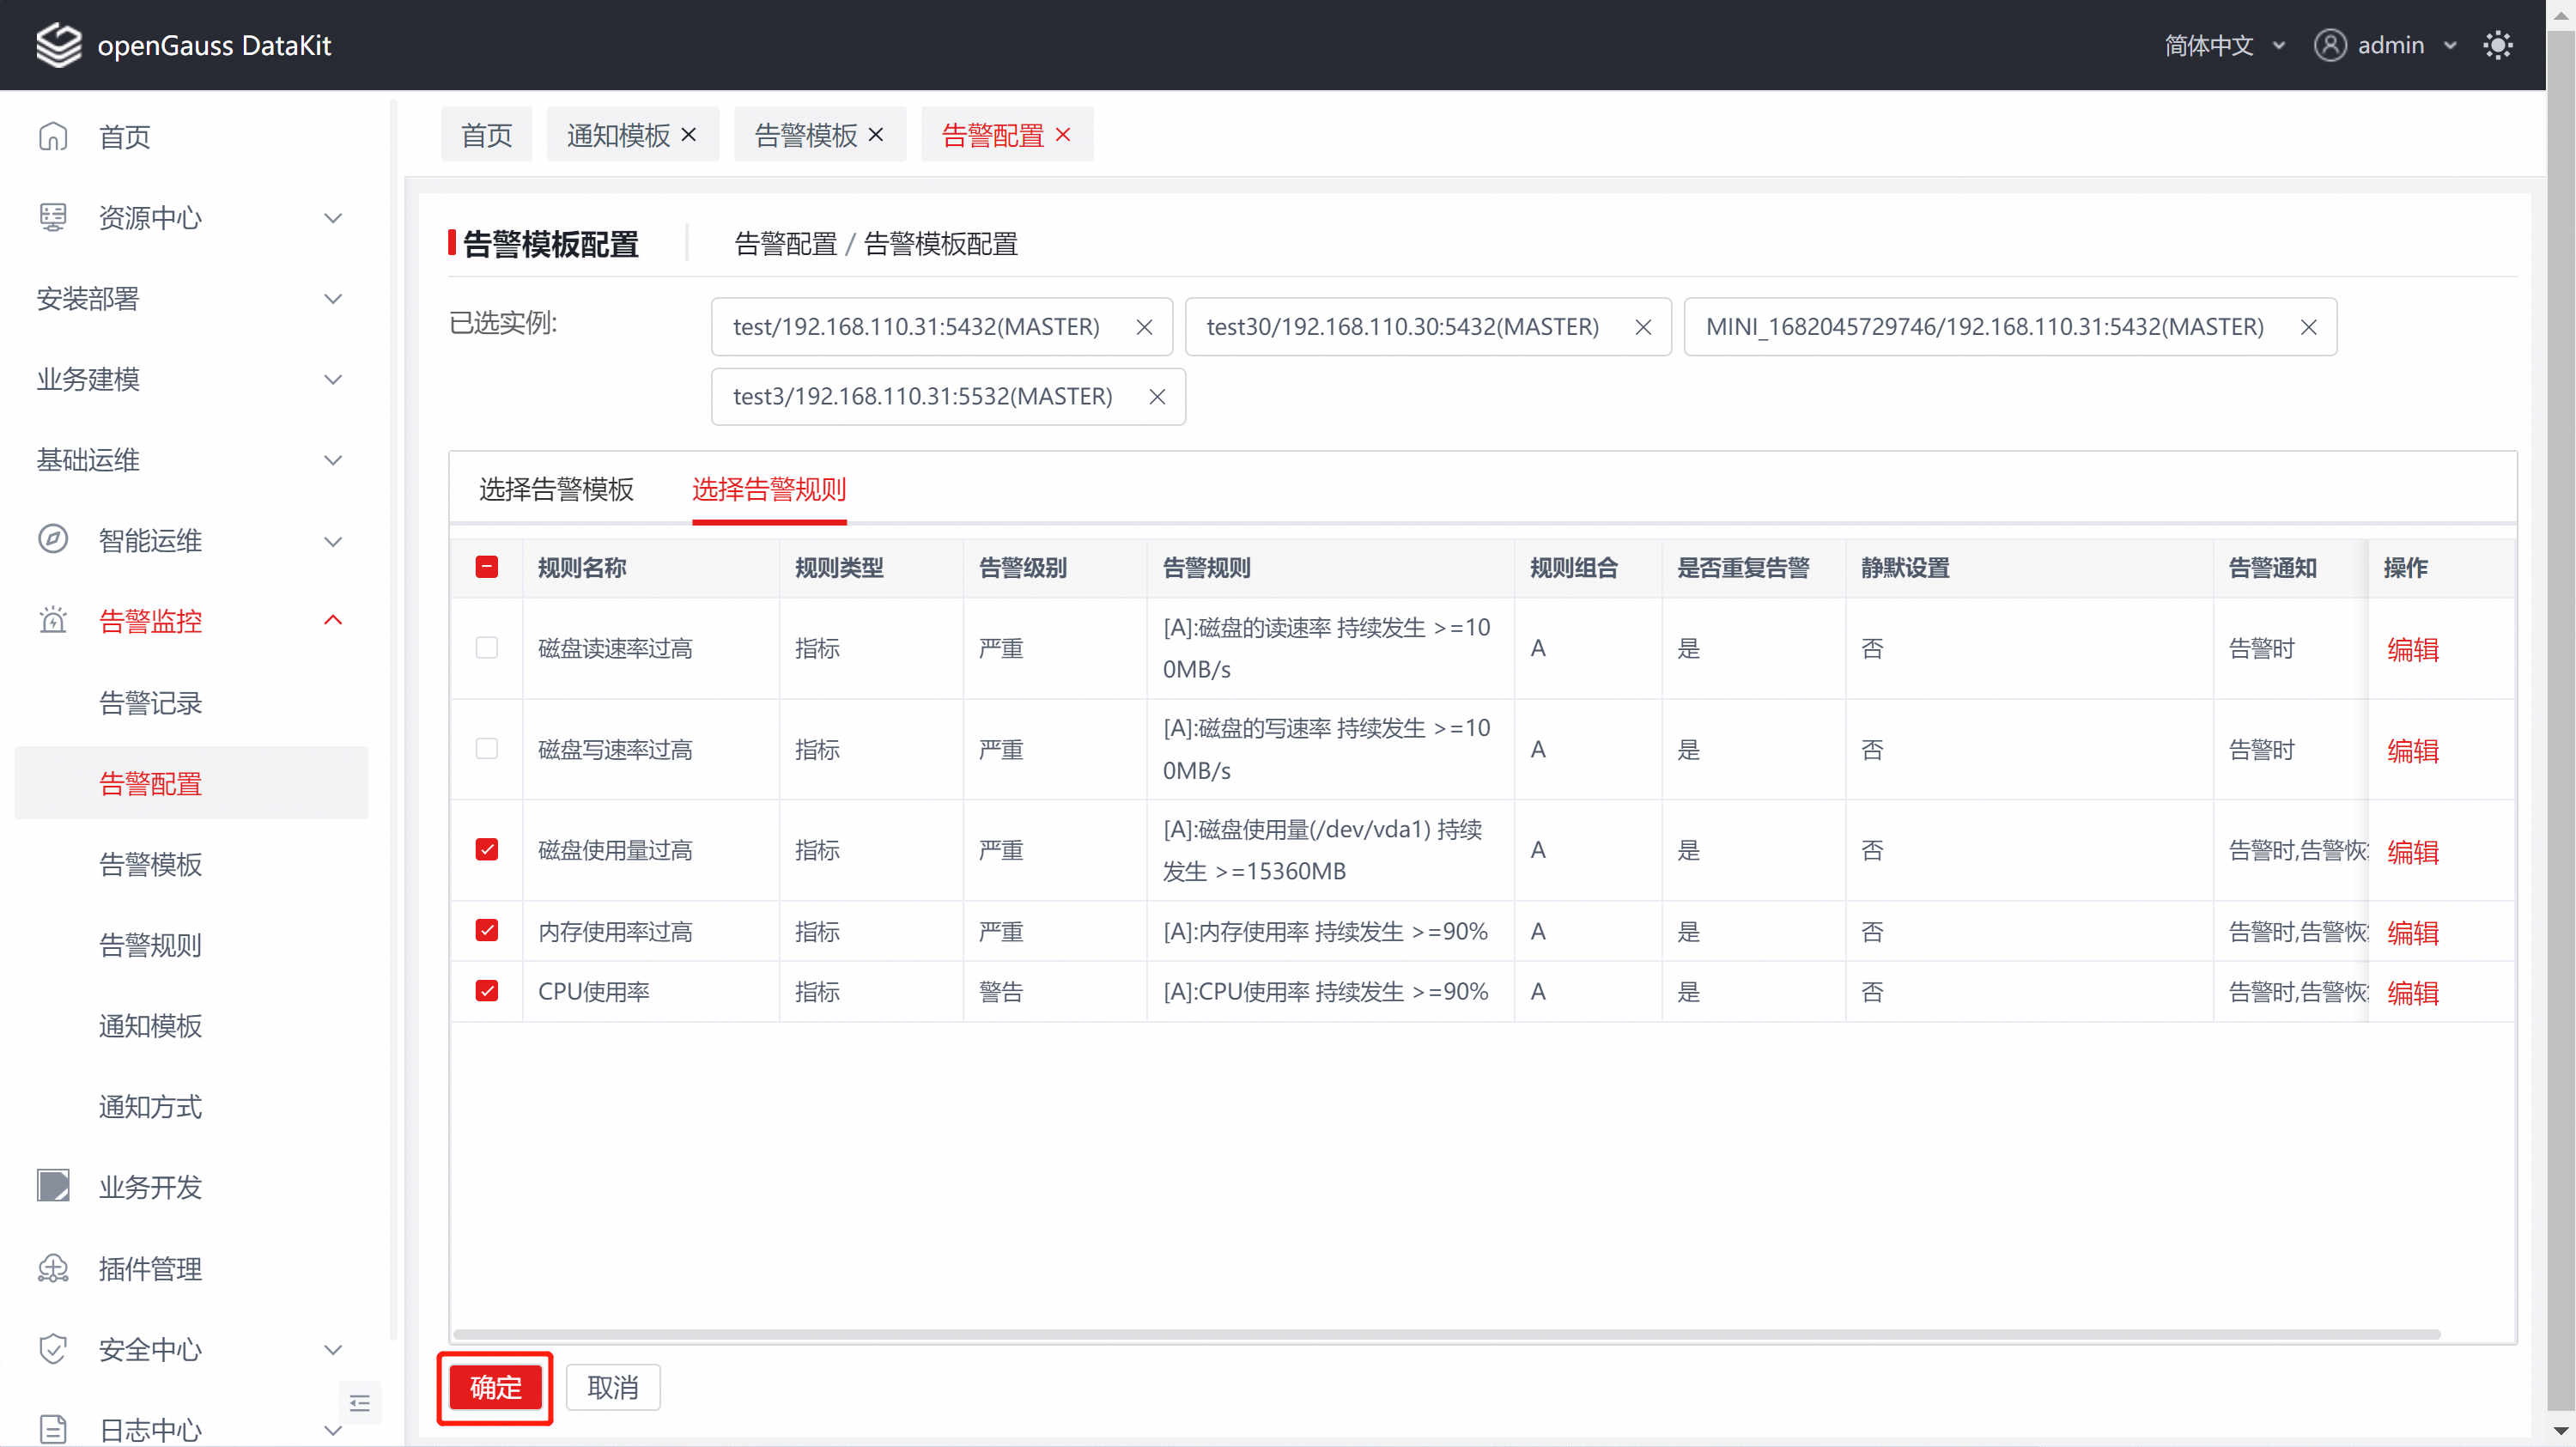 openGauss DataKit
简体中文
admin
首页
资源中心
安装部署
业务建模
基础运维
智能运维
告警监控
告警记录
告警配置
告警模板
告警规则
通知模板
通知方式
业务开发
插件管理
安全中心
日志中心
首页 通知模板 告警模板 告警配置
告警模板配置 告警配置 / 告警模板配置
已选实例: test/192.168.110.31:5432(MASTER) test30/192.168.110.30:5432(MASTER) MINI_1682045729746/192.168.110.31:5432(MASTER)
test3/192.168.110.31:5532(MASTER)
选择告警模板 选择告警规则
规则名称 规则类型 告警级别 告警规则 规则组合 是否重复告警 静默设置 告警通知 操作
磁盘读速率过高 指标 严重 [A]:磁盘的读速率 持续发生 >=10
0MB/s A 是 否 告警时 编辑
磁盘写速率过高 指标 严重 [A]:磁盘的写速率 持续发生 >=10
0MB/s A 是 否 告警时 编辑
磁盘使用量过高 指标 严重 [A]:磁盘使用量(/dev/vda1) 持续
发生 >=15360MB A 是 否 告警时,告警恢 编辑
内存使用率过高 指标 严重 [A]:内存使用率 持续发生 >=90% A 是 否 告警时,告警恢 编辑
CPU使用率 指标 警告 [A]:CPU使用率 持续发生 >=90% A 是 否 告警时,告警恢 编辑
确定 取消